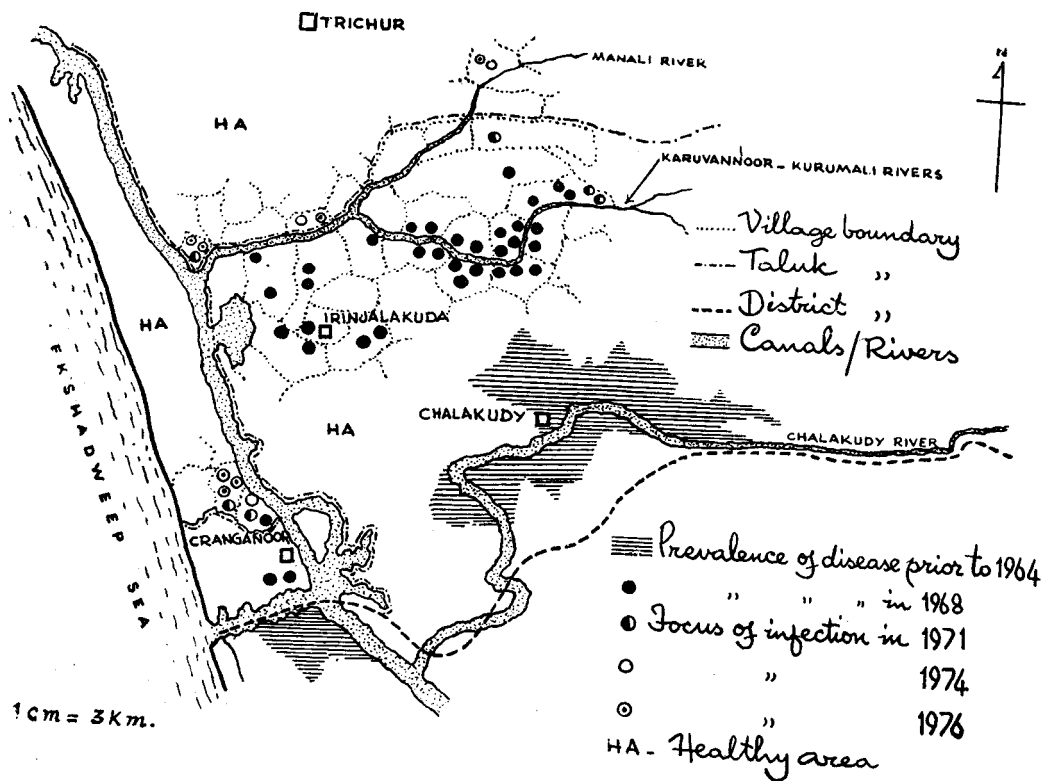 TRICHUR
MANALI RIVER
N
HA
KARUVANNOOR - KURUMALI RIVERS
Village boundary
Taluk ,,
District ,,
Canals/Rivers
IRINJALAKUDA
HA
LKSHADWEEP SEA
CHALAKUDY
HA
CHALAKUDY RIVER
CRANGANOOR
Prevalence of disease prior to 1964
,, ,, ,, in 1968
Focus of infection in 1971
,, 1974
,, 1976
HA - Healthy area
1 cm = 3 Km.